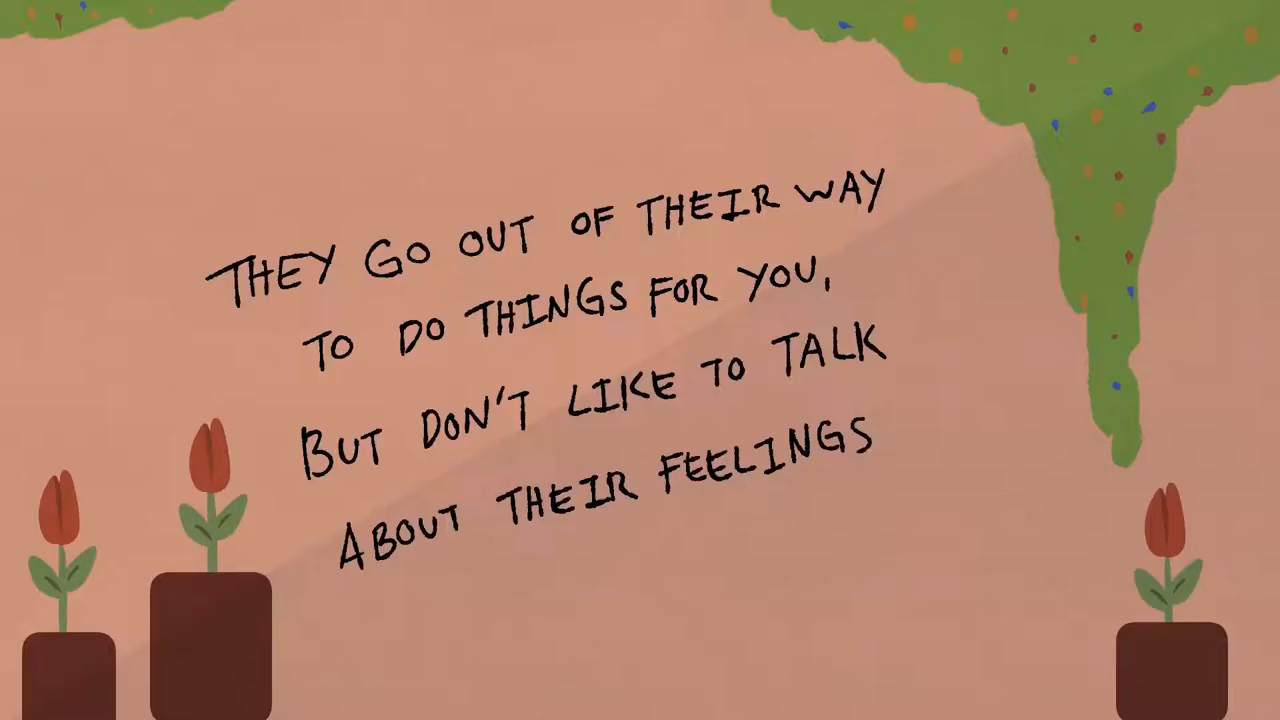 THEY GO OUT OF THEIR WAY
TO DO THINGS FOR YOU,
BUT DON'T LIKE TO TALK
ABOUT THEIR FEELINGS